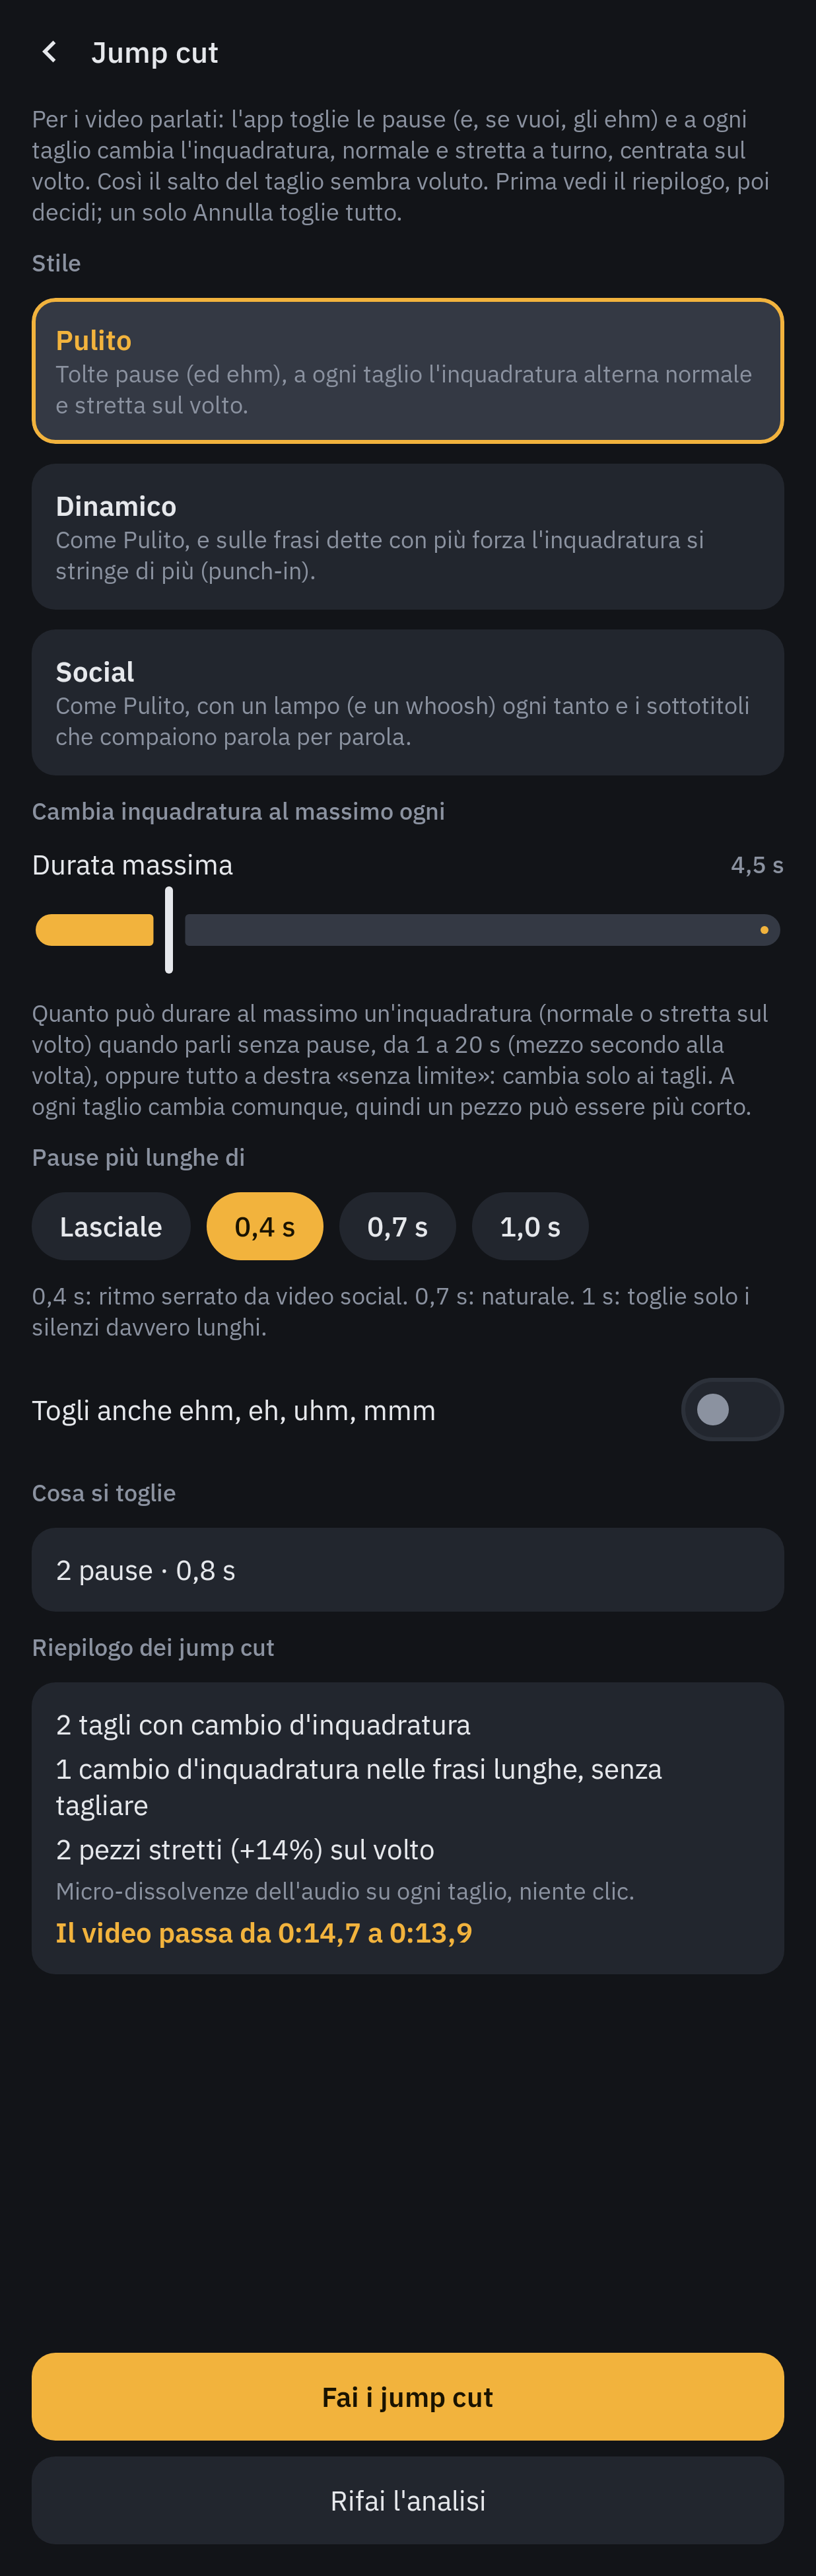 Jump cut
Per i video parlati: l'app toglie le pause (e, se vuoi, gli ehm) e a ogni
taglio cambia l'inquadratura, normale e stretta a turno, centrata sul
volto. Così il salto del taglio sembra voluto. Prima vedi il riepilogo, poi
decidi; un solo Annulla toglie tutto.
Stile
Pulito
Tolte pause (ed ehm), a ogni taglio l'inquadratura alterna normale
e stretta sul volto.
Dinamico
Come Pulito, e sulle frasi dette con più forza l'inquadratura si
stringe di più (punch-in).
Social
Come Pulito, con un lampo (e un whoosh) ogni tanto e i sottotitoli
che compaiono parola per parola.
Cambia inquadratura al massimo ogni
Durata massima 4,5 s
Quanto può durare al massimo un'inquadratura (normale o stretta sul
volto) quando parli senza pause, da 1 a 20 s (mezzo secondo alla
volta), oppure tutto a destra «senza limite»: cambia solo ai tagli. A
ogni taglio cambia comunque, quindi un pezzo può essere più corto.
Pause più lunghe di
Lasciale 0,4 s 0,7 s 1,0 s
0,4 s: ritmo serrato da video social. 0,7 s: naturale. 1 s: toglie solo i
silenzi davvero lunghi.
Togli anche ehm, eh, uhm, mmm
Cosa si toglie
2 pause · 0,8 s
Riepilogo dei jump cut
2 tagli con cambio d'inquadratura
1 cambio d'inquadratura nelle frasi lunghe, senza
tagliare
2 pezzi stretti (+14%) sul volto
Micro-dissolvenze dell'audio su ogni taglio, niente clic.
Il video passa da 0:14,7 a 0:13,9
Fai i jump cut
Rifai l'analisi